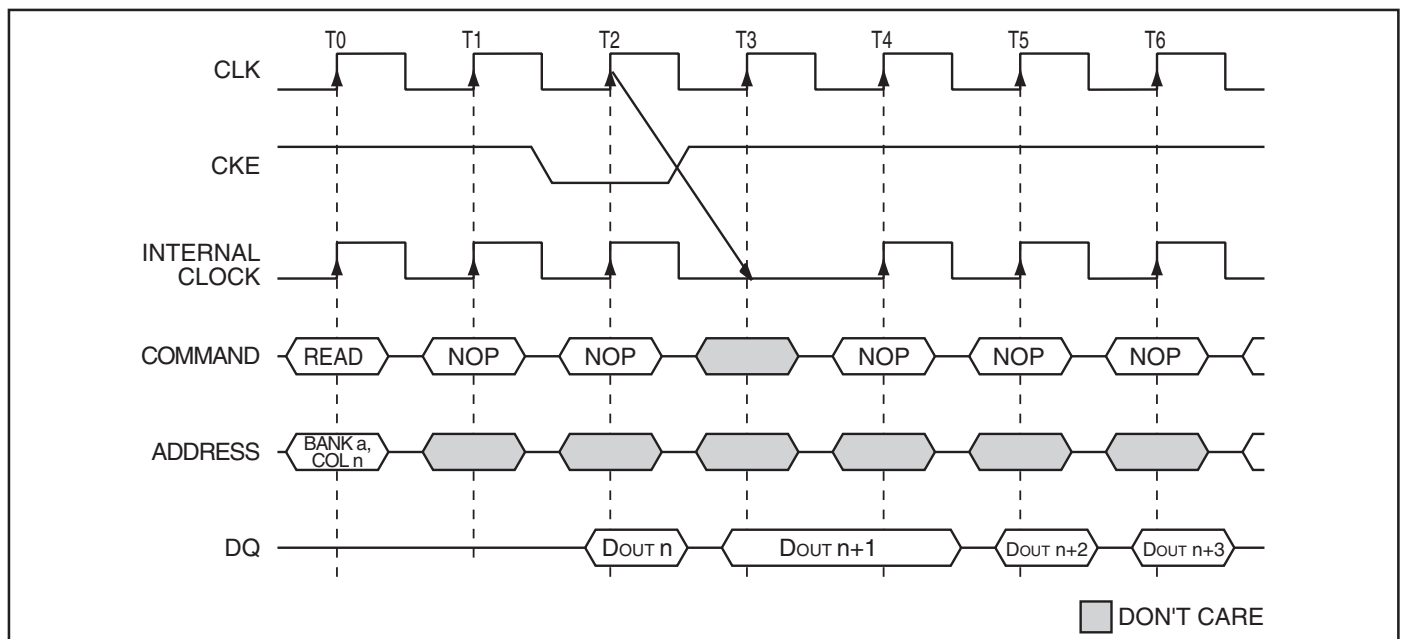 T0 T1 T2 T3 T4 T5 T6
CLK
CKE
INTERNAL
CLOCK
COMMAND READ NOP NOP NOP NOP NOP
ADDRESS BANK a,
COL n
DQ DOUT n DOUT n+1 DOUT n+2 DOUT n+3
DON'T CARE